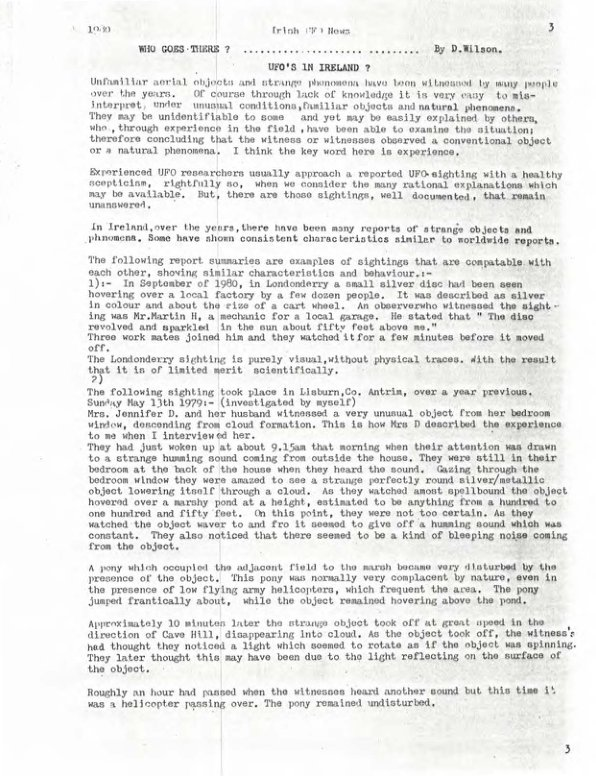 Irish UFO News 3
WHO GOES THERE ? .............................. By D.Wilson.
UFO'S IN IRELAND ?
Unfamiliar aerial objects and strange phenomena have been witnessed by many people
over the years. Of course through lack of knowledge it is very easy to mis-
interpret, under unusual conditions,familiar objects and natural phenomena.
They may be unidentifiable to some and yet may be easily explained by others,
who , through experience in the field , have been able to examine the situation;
therefore concluding that the witness or witnesses observed a conventional object
or a natural phenomena. I think the key word here is experience.
Experienced UFO researchers usually approach a reported UFO sighting with a healthy
scepticism, rightfully so, when we consider the many rational explanations which
may be available. But, there are those sightings, well documented , that remain
unanswered.
In Ireland,over the years,there have been many reports of strange objects and
phnomena. Some have shown consistent characteristics similar to worldwide reports.
The following report summaries are examples of sightings that are compatable with
each other, showing similar characteristics and behaviour.:-
1):- In September of 1980, in Londonderry a small silver disc had been seen
hovering over a local factory by a few dozen people. It was described as silver
in colour and about the size of a cart wheel. An observerwho witnessed the sight-
ing was Mr.Martin H, a mechanic for a local garage. He stated that " The disc
revolved and sparkled in the sun about fifty feet above me."
Three work mates joined him and they watched it for a few minutes before it moved
off.
The Londonderry sighting is purely visual,without physical traces. With the result
that it is of limited merit scientifically.
2)
The following sighting took place in Lisburn,Co. Antrim, over a year previous.
Sunday May 13th 1979:- (investigated by myself)
Mrs. Jennifer D. and her husband witnessed a very unusual object from her bedroom
window, descending from cloud formation. This is how Mrs D described the experience
to me when I interviewed her.
They had just woken up at about 9.15am that morning when their attention was drawn
to a strange humming sound coming from outside the house. They were still in their
bedroom at the back of the house when they heard the sound. Gazing through the
bedroom window they were amazed to see a strange perfectly round silver/metallic
object lowering itself through a cloud. As they watched amost spellbound the object
hovered over a marshy pond at a height, estimated to be anything from a hundred to
one hundred and fifty feet. On this point, they were not too certain. As they
watched the object waver to and fro it seemed to give off a humming sound which was
constant. They also noticed that there seemed to be a kind of bleeping noise coming
from the object.
A pony which occupied the adjacent field to the marsh became very disturbed by the
presence of the object. This pony was normally very complacent by nature, even in
the presence of low flying army helicopters, which frequent the area. The pony
jumped frantically about, while the object remained hovering above the pond.
Approximately 10 minutes later the strange object took off at great speed in the
direction of Cave Hill, disappearing into cloud. As the object took off, the witness's
had thought they noticed a light which seemed to rotate as if the object was spinning.
They later thought this may have been due to the light reflecting on the surface of
the object.
Roughly an hour had passed when the witnesses heard another sound but this time it
was a helicopter passing over. The pony remained undisturbed.
3